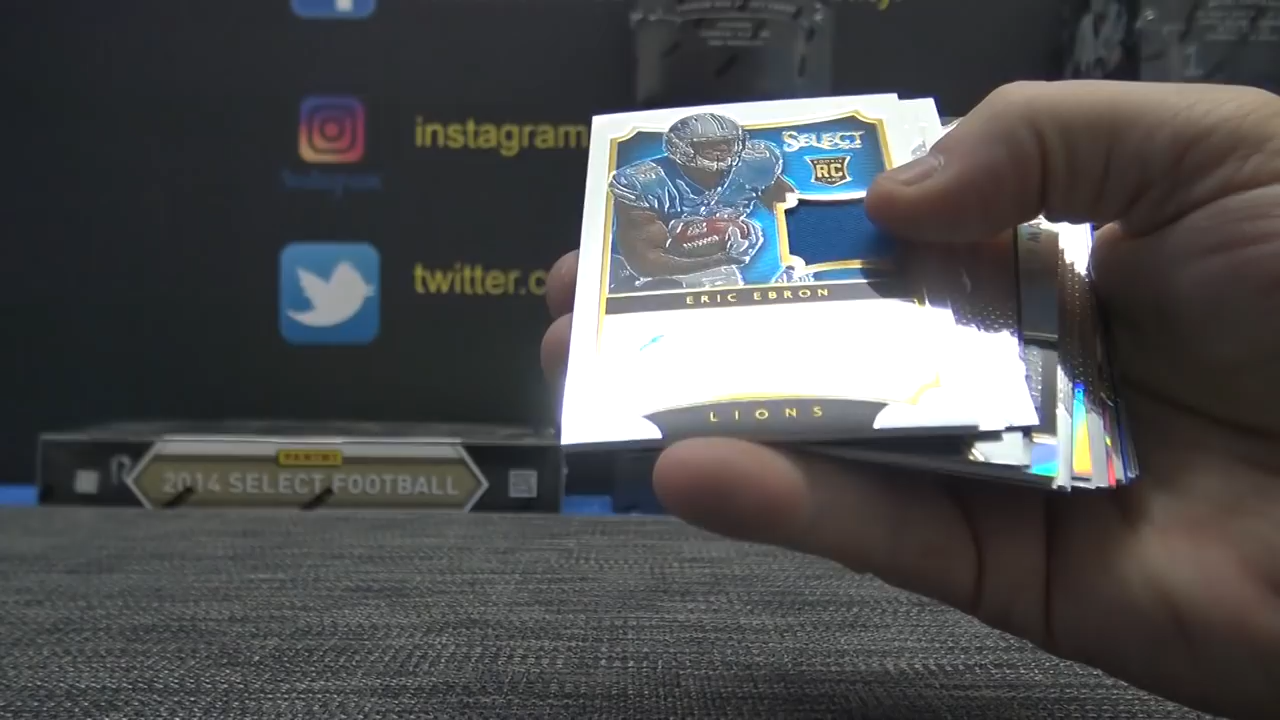 instagram
twitter.c
SELECT
ROOKIE
RC
CARD
ERIC EBRON
LIONS
PANINI
2014 SELECT FOOTBALL